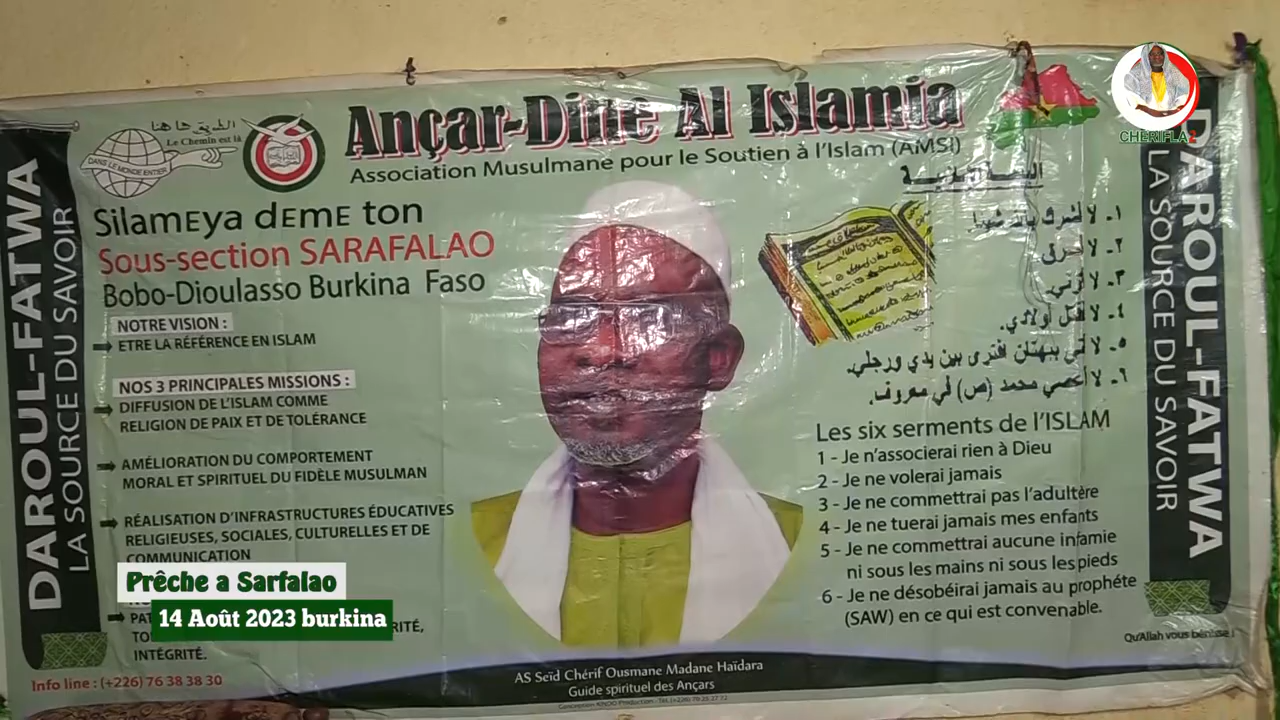 Ançar-Dine Al Islamia
Association Musulmane pour le Soutien à l'Islam (AMSI)
CHERIFLA2
Le Chemin est là
DANS LE MONDE ENTIER
DAROUL-FATWA
LA SOURCE DU SAVOIR
SilamEya dEmE ton
Sous-section SARAFALAO
Bobo-Dioulasso Burkina Faso
NOTRE VISION :
ETRE LA RÉFÉRENCE EN ISLAM
NOS 3 PRINCIPALES MISSIONS :
DIFFUSION DE L'ISLAM COMME
RELIGION DE PAIX ET DE TOLÉRANCE
AMÉLIORATION DU COMPORTEMENT
MORAL ET SPIRITUEL DU FIDÈLE MUSULMAN
RÉALISATION D'INFRASTRUCTURES ÉDUCATIVES
RELIGIEUSES, SOCIALES, CULTURELLES ET DE
COMMUNICATION
INTÉGRITÉ.
Info line : (+226) 76 38 38 30
Prêche a Sarfalao
14 Août 2023 burkina
١- لا أشرك بالله شيئا
٢- لا أسرق
٣- لا أزني.
٤- لا أقتل أولادي.
٥- لا آتي ببهتان أفتري بين يدي ورجلي.
٦- لا أعصي محمد (ص) في معروف.
Les six serments de l'ISLAM
1 - Je n'associerai rien à Dieu
2 - Je ne volerai jamais
3 - Je ne commettrai pas l'adultère
4 - Je ne tuerai jamais mes enfants
5 - Je ne commettrai aucune infamie
ni sous les mains ni sous les pieds
6 - Je ne désobéirai jamais au prophéte
(SAW) en ce qui est convenable.
Qu'Allah vous bénisse !
DAROUL-FATWA
LA SOURCE DU SAVOIR
AS Seïd Chérif Ousmane Madane Haïdara
Guide spirituel des Ançars